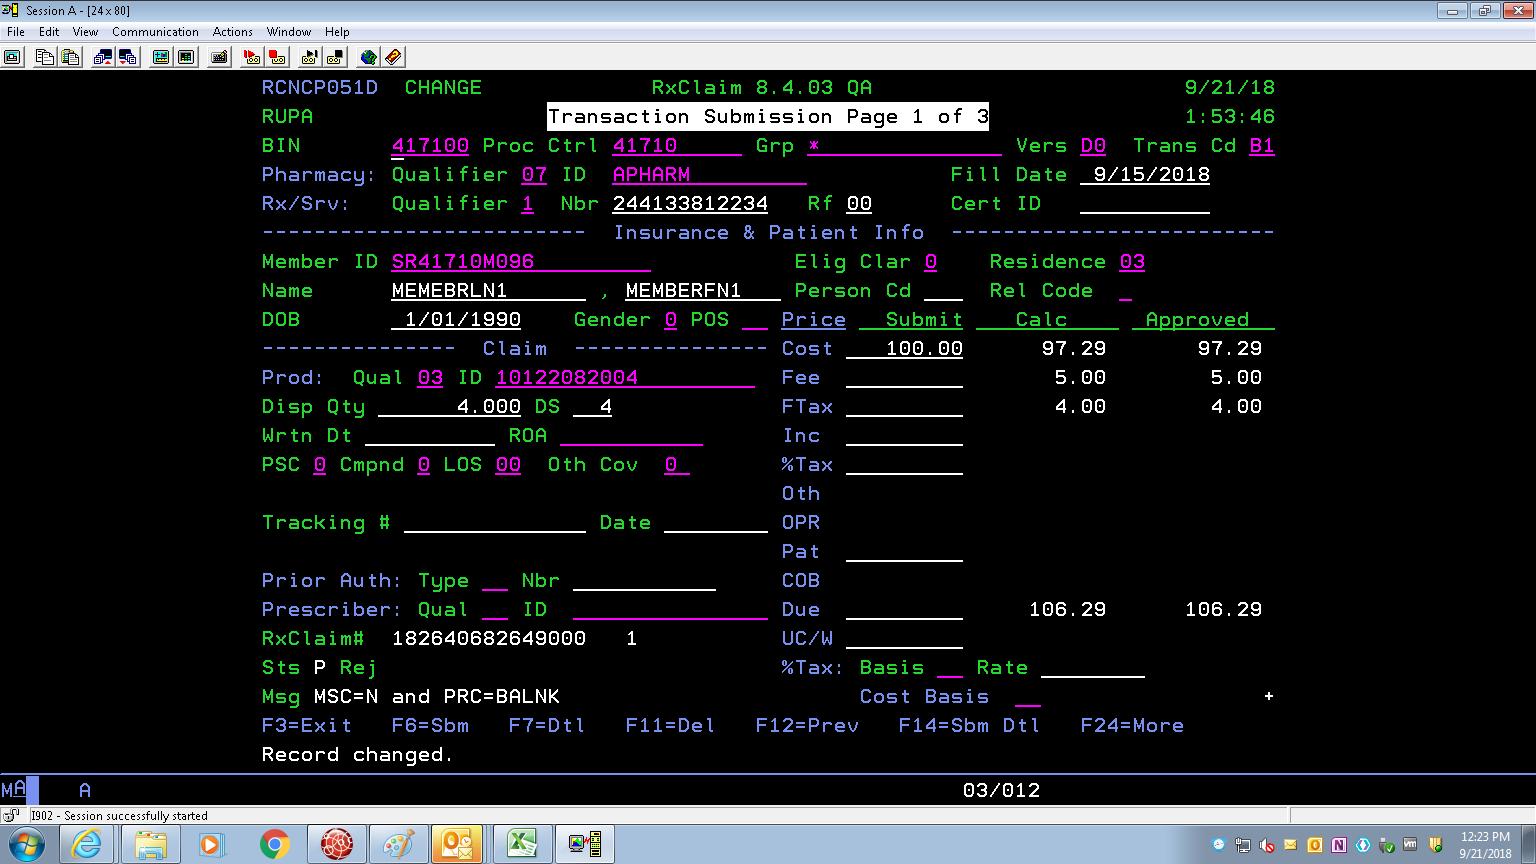 Session A - [24 x 80]
File Edit View Communication Actions Window Help
RCNCP051D CHANGE RxClaim 8.4.03 QA 9/21/18
RUPA Transaction Submission Page 1 of 3 1:53:46
BIN 417100 Proc Ctrl 41710 Grp * Vers D0 Trans Cd B1
Pharmacy: Qualifier 07 ID APHARM Fill Date 9/15/2018
Rx/Srv: Qualifier 1 Nbr 244133812234 Rf 00 Cert ID
------------------------- Insurance & Patient Info -------------------------
Member ID SR41710M096 Elig Clar 0 Residence 03
Name MEMEBRLN1 , MEMBERFN1 Person Cd Rel Code
DOB 1/01/1990 Gender 0 POS Price Submit Calc Approved
--------------- Claim --------------- Cost 100.00 97.29 97.29
Prod: Qual 03 ID 10122082004 Fee 5.00 5.00
Disp Qty 4.000 DS 4 FTax 4.00 4.00
Wrtn Dt ROA Inc
PSC 0 Cmpnd 0 LOS 00 Oth Cov 0 %Tax
Oth
Tracking # Date OPR
Pat
Prior Auth: Type Nbr COB
Prescriber: Qual ID Due 106.29 106.29
RxClaim# 182640682649000 1 UC/W
Sts P Rej %Tax: Basis Rate
Msg MSC=N and PRC=BALNK Cost Basis +
F3=Exit F6=Sbm F7=Dtl F11=Del F12=Prev F14=Sbm Dtl F24=More
Record changed.
MA A 03/012
I902 - Session successfully started
12:23 PM
9/21/2018